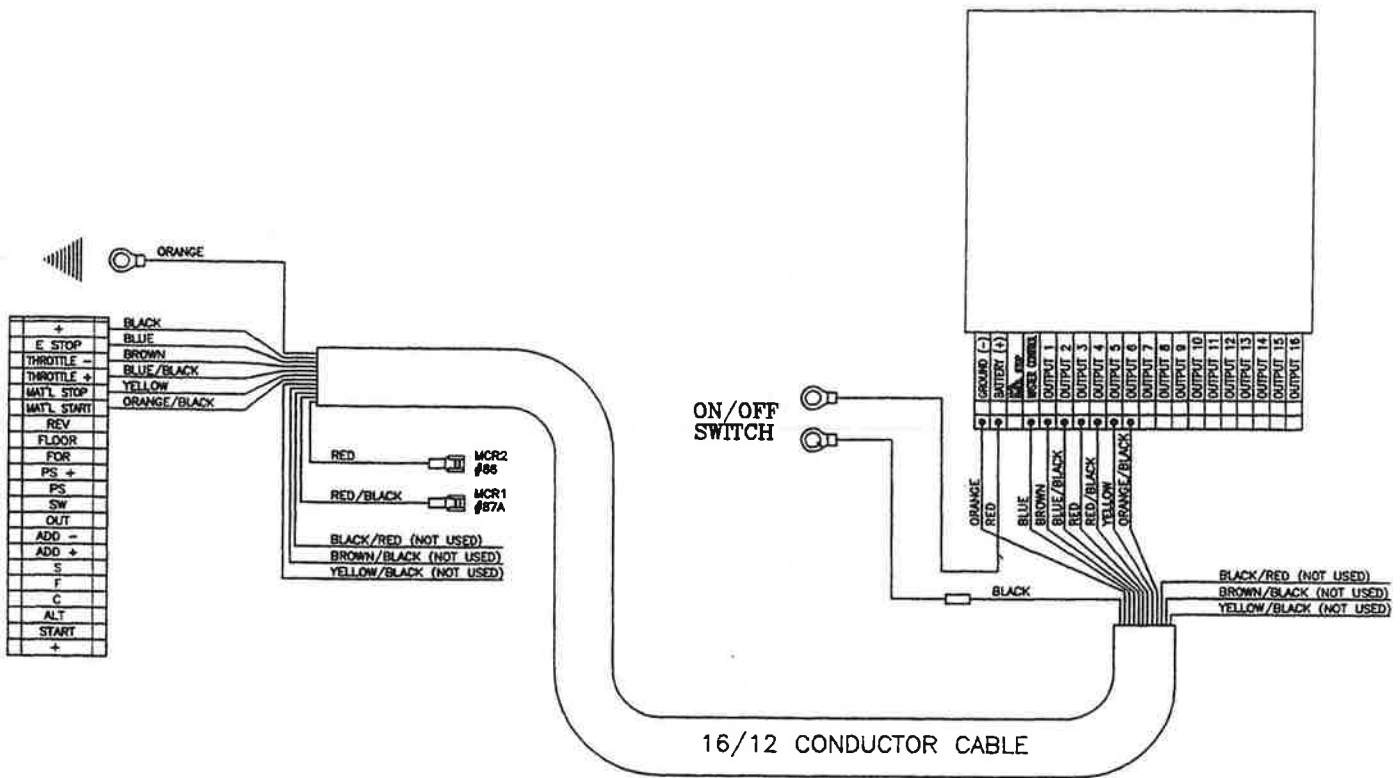 ORANGE
+
E STOP
THROTTLE -
THROTTLE +
MAT'L STOP
MAT'L START
REV
FLOOR
FOR
PS +
PS
SW
OUT
ADD -
ADD +
S
F
C
ALT
START
+
BLACK
BLUE
BROWN
BLUE/BLACK
YELLOW
ORANGE/BLACK
RED
MCR2
#86
RED/BLACK
MCR1
#87A
BLACK/RED (NOT USED)
BROWN/BLACK (NOT USED)
YELLOW/BLACK (NOT USED)
ON/OFF
SWITCH
GROUND (-)
BATTERY (+)
STOP
CONTROL
OUTPUT 1
OUTPUT 2
OUTPUT 3
OUTPUT 4
OUTPUT 5
OUTPUT 6
OUTPUT 7
OUTPUT 8
OUTPUT 9
OUTPUT 10
OUTPUT 11
OUTPUT 12
OUTPUT 13
OUTPUT 14
OUTPUT 15
OUTPUT 16
ORANGE
RED
BLUE
BROWN
BLUE/BLACK
RED
RED/BLACK
YELLOW
ORANGE/BLACK
BLACK
BLACK/RED (NOT USED)
BROWN/BLACK (NOT USED)
YELLOW/BLACK (NOT USED)
16/12 CONDUCTOR CABLE